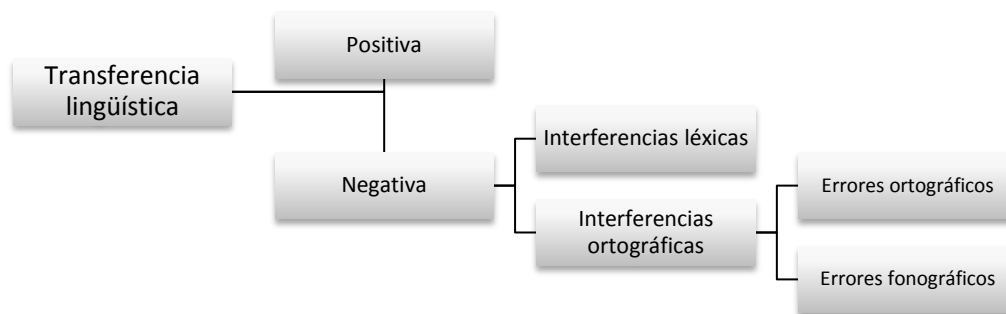 Positiva
Transferencia
lingüística
Negativa
Interferencias léxicas
Interferencias
ortográficas
Errores ortográficos
Errores fonográficos